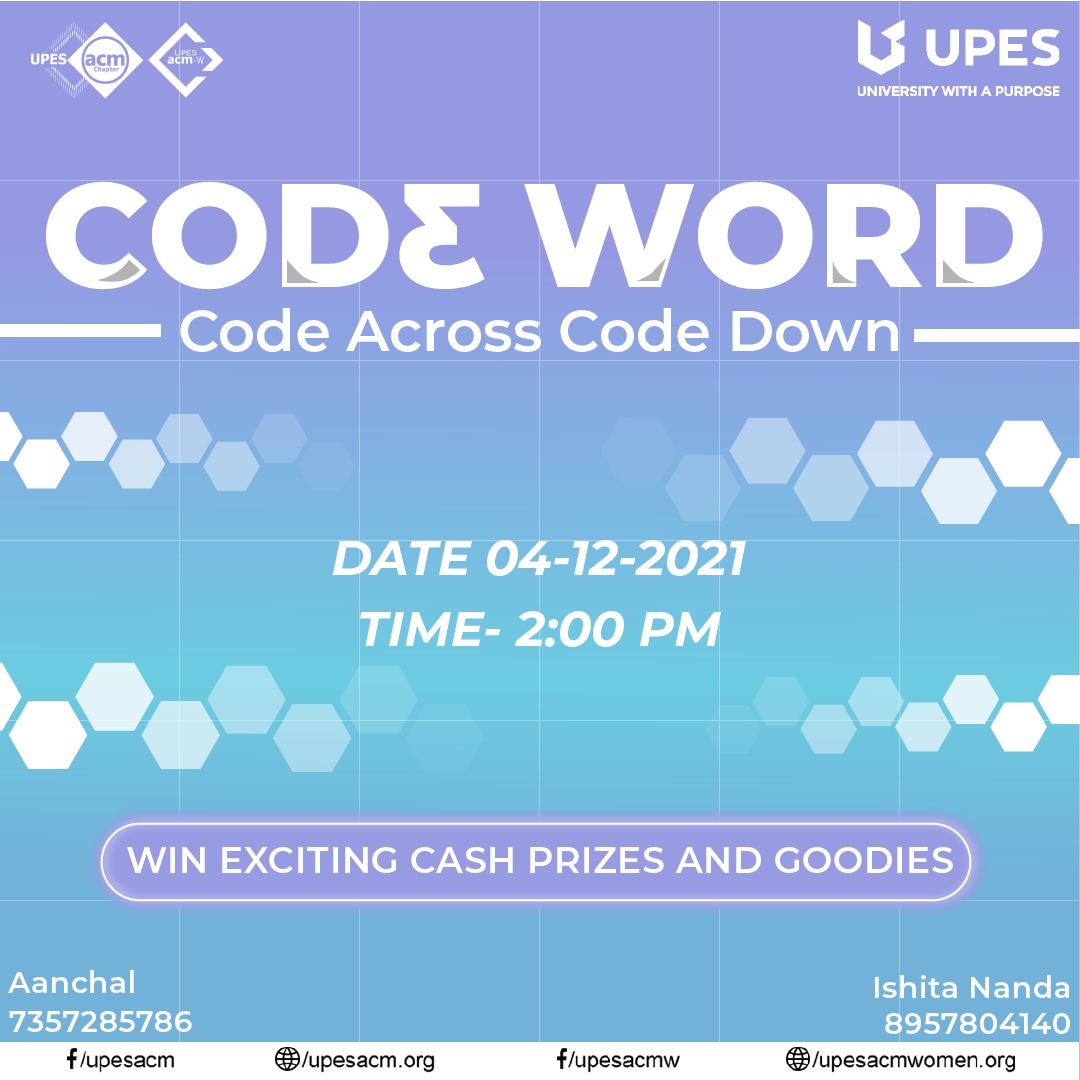 UPES acm Chapter
UPES acm-W
UPES
UNIVERSITY WITH A PURPOSE
CODE WORD
Code Across Code Down
DATE 04-12-2021
TIME- 2:00 PM
WIN EXCITING CASH PRIZES AND GOODIES
Aanchal
7357285786
Ishita Nanda
8957804140
/upesacm
/upesacm.org
/upesacmw
/upesacmwomen.org